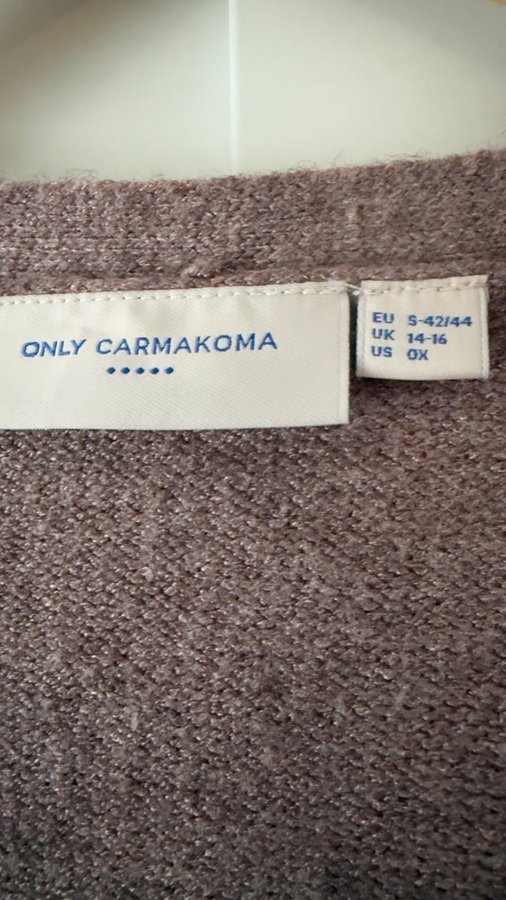 ONLY CARMAKOMA
EU S-42/44
UK 14-16
US 0X